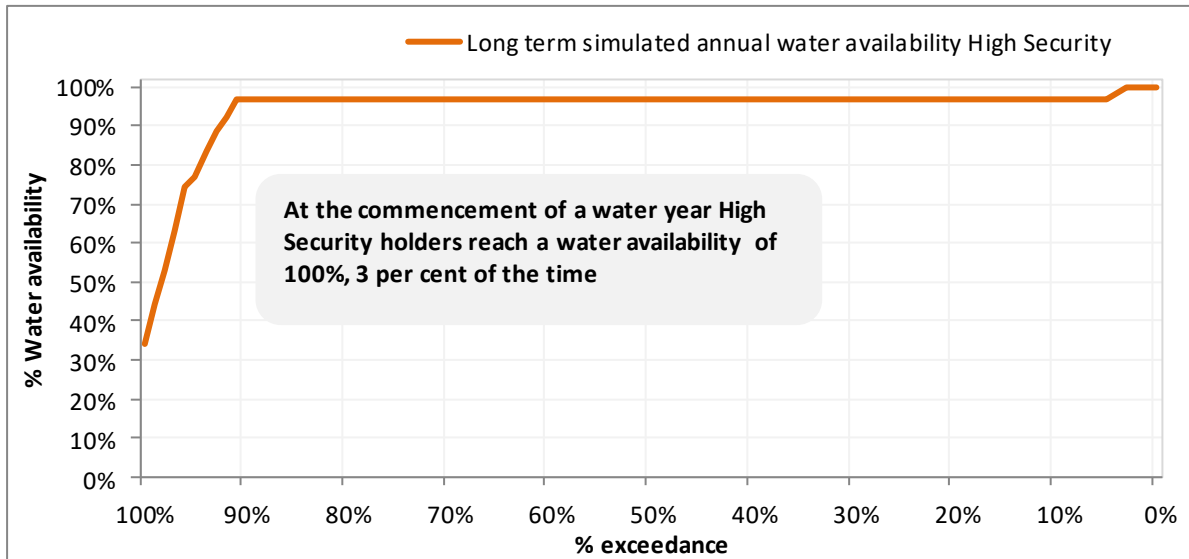 Long term simulated annual water availability High Security
100%
90%
80%
70%
60%
50%
40%
30%
20%
10%
0%
% Water availability
At the commencement of a water year High
Security holders reach a water availability of
100%, 3 per cent of the time
100% 90% 80% 70% 60% 50% 40% 30% 20% 10% 0%
% exceedance